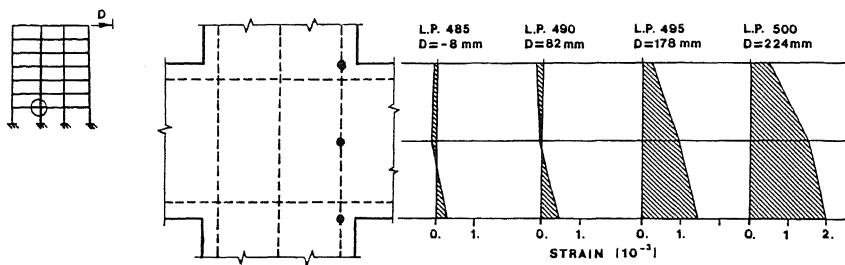 D
L.P. 485
D=-8 mm
L.P. 490
D=82 mm
L.P. 495
D=178 mm
L.P. 500
D=224mm
0. 1. 0. 1. 0. 1. 0. 1 2.
STRAIN [10⁻³]